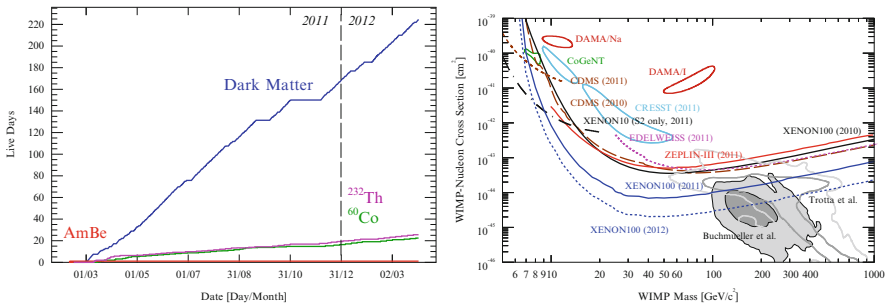 2011 2012
220
200
180
160
140
120
100
80
60
40
20
0
Live Days
Dark Matter
²³²Th
⁶⁰Co
AmBe
01/03 01/05 01/07 31/08 31/10 31/12 02/03
Date [Day/Month]
10⁻³⁹
10⁻⁴⁰
10⁻⁴¹
10⁻⁴²
10⁻⁴³
10⁻⁴⁴
10⁻⁴⁵
10⁻⁴⁶
WIMP-Nucleon Cross Section [cm²]
DAMA/Na
CoGeNT
DAMA/I
CDMS (2011)
CDMS (2010)
CRESST (2011)
XENON10 (S2 only, 2011)
EDELWEISS (2011)
XENON100 (2010)
ZEPLIN-III (2011)
XENON100 (2011)
Trotta et al.
XENON100 (2012)
Buchmueller et al.
6 7 8 910 20 30 40 50 100 200 300 400 1000
WIMP Mass [GeV/c²]